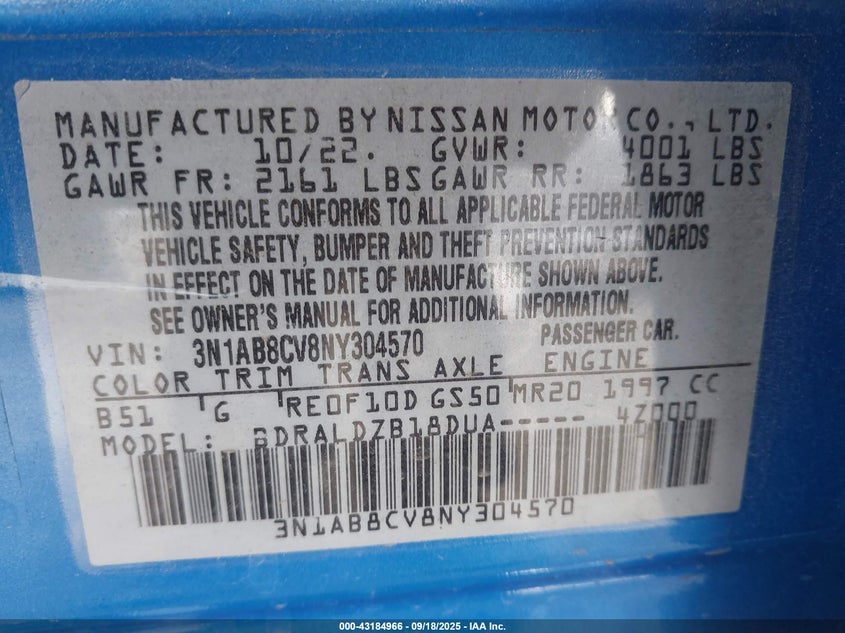 MANUFACTURED BY NISSAN MOTOR CO., LTD.
DATE: 10/22. GVWR: 4001 LBS
GAWR FR: 2161 LBS GAWR RR: 1863 LBS
THIS VEHICLE CONFORMS TO ALL APPLICABLE FEDERAL MOTOR
VEHICLE SAFETY, BUMPER AND THEFT PREVENTION STANDARDS
IN EFFECT ON THE DATE OF MANUFACTURE SHOWN ABOVE.
SEE OWNER'S MANUAL FOR ADDITIONAL INFORMATION.
VIN: 3N1AB8CV8NY304570 PASSENGER CAR.
COLOR TRIM TRANS AXLE ENGINE
B51 G RE0F10D GS50 MR20 1997 CC
MODEL: BDRALDZB18DUA----- 4Z000
3N1AB8CV8NY304570
000-43184966 - 09/18/2025 - IAA Inc.